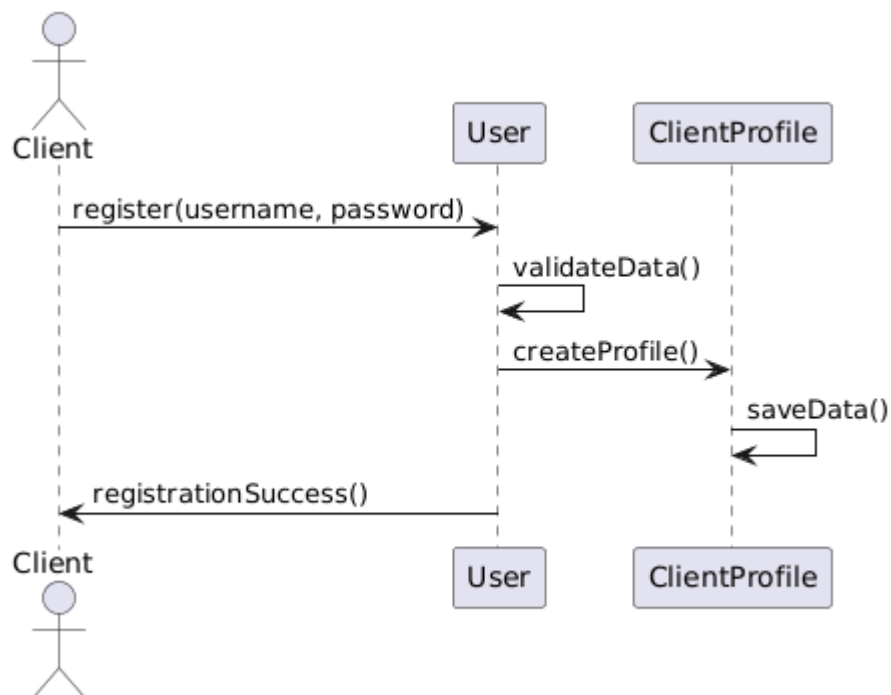 Client
User
ClientProfile
register(username, password)
validateData()
createProfile()
saveData()
registrationSuccess()
Client
User
ClientProfile